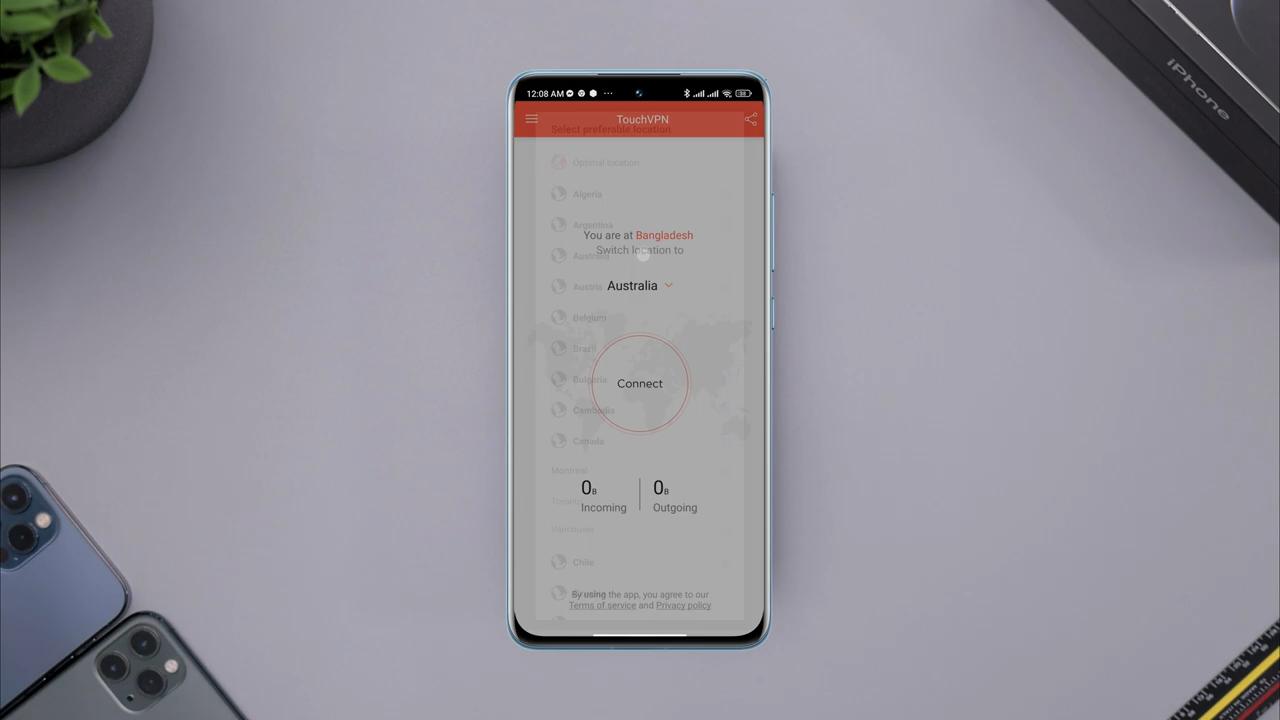 12:08 AM
TouchVPN
Select preferable location
Optimal location
Algeria
Argentina
You are at Bangladesh
Switch location to
Australia
Austria
Australia
Belgium
Brazil
Bulgaria
Connect
Cambodia
Canada
Montreal
Toronto
0B
0B
Incoming
Outgoing
Vancouver
Chile
By using the app, you agree to our
Terms of service and Privacy policy
iPhone